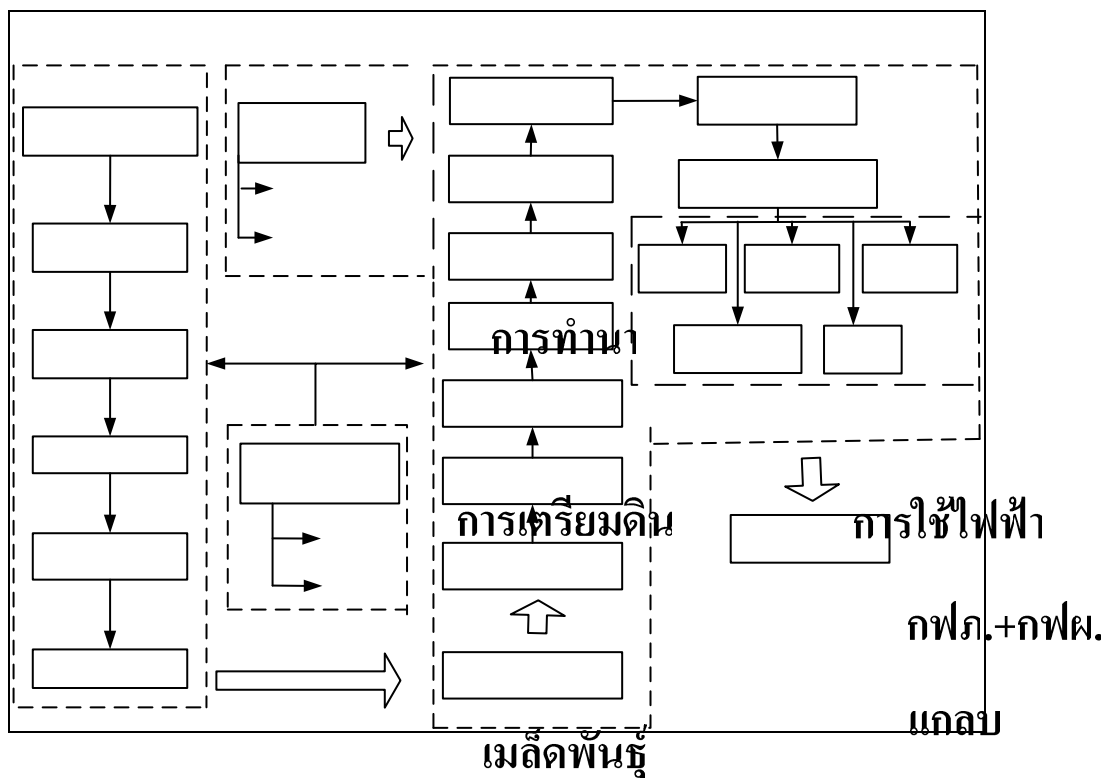 การทำนา
การเตรียมดิน
การใช้ไฟฟ้า
กฟภ.+กฟผ.
แกลบ
เมล็ดพันธุ์